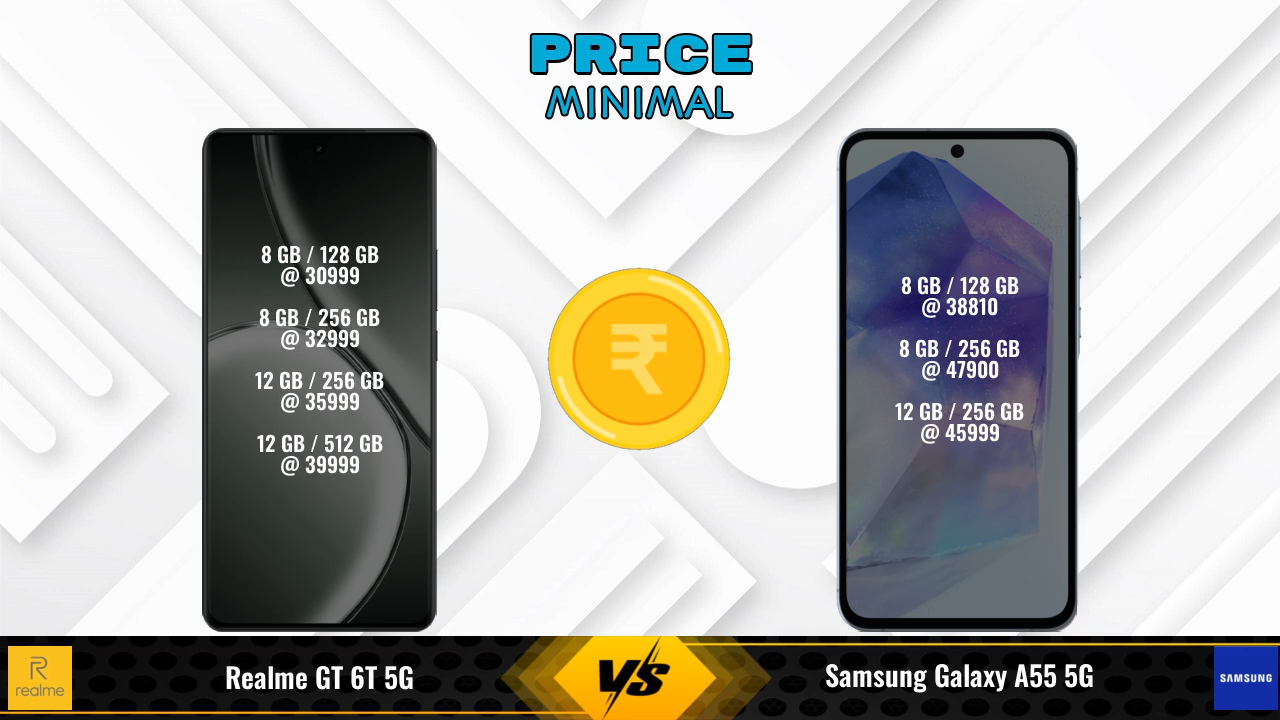 PRICE
MINIMAL
8 GB / 128 GB
@ 30999
8 GB / 256 GB
@ 32999
12 GB / 256 GB
@ 35999
12 GB / 512 GB
@ 39999
₹
8 GB / 128 GB
@ 38810
8 GB / 256 GB
@ 47900
12 GB / 256 GB
@ 45999
R
realme
Realme GT 6T 5G
VS
Samsung Galaxy A55 5G
SAMSUNG